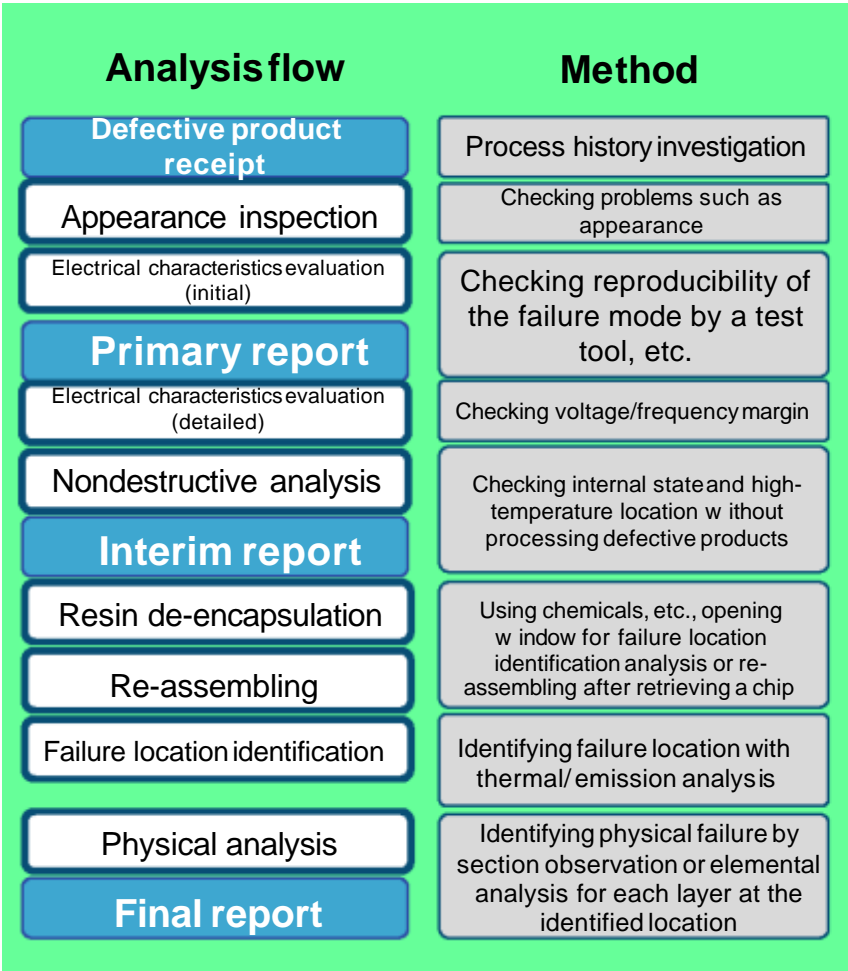 Analysis flow
Method
Defective product
receipt
Process history investigation
Appearance inspection
Checking problems such as
appearance
Electrical characteristics evaluation
(initial)
Checking reproducibility of
the failure mode by a test
tool, etc.
Primary report
Electrical characteristics evaluation
(detailed)
Checking voltage/frequency margin
Nondestructive analysis
Checking internal state and high-
temperature location w ithout
processing defective products
Interim report
Resin de-encapsulation
Using chemicals, etc., opening
w indow for failure location
identification analysis or re-
assembling after retrieving a chip
Re-assembling
Failure location identification
Identifying failure location with
thermal/ emission analysis
Physical analysis
Identifying physical failure by
section observation or elemental
analysis for each layer at the
identified location
Final report